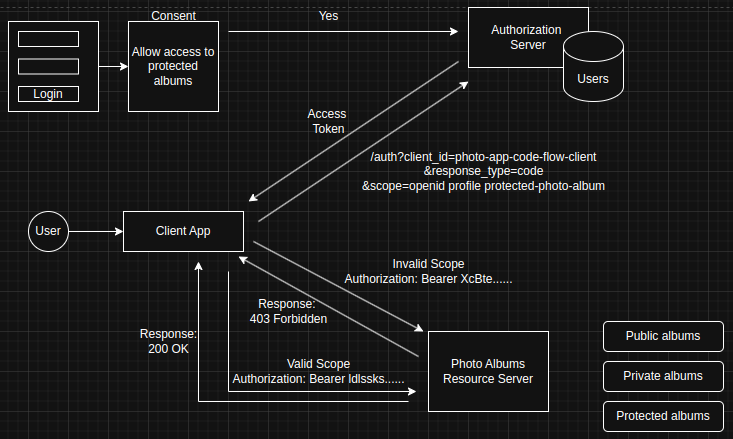 Consent
Yes
Allow access to
protected
albums
Login
Authorization
Server
Users
Access
Token
/auth?client_id=photo-app-code-flow-client
&response_type=code
&scope=openid profile protected-photo-album
User
Client App
Invalid Scope
Authorization: Bearer XcBte......
Response:
403 Forbidden
Response:
200 OK
Valid Scope
Authorization: Bearer ldlssks......
Photo Albums
Resource Server
Public albums
Private albums
Protected albums